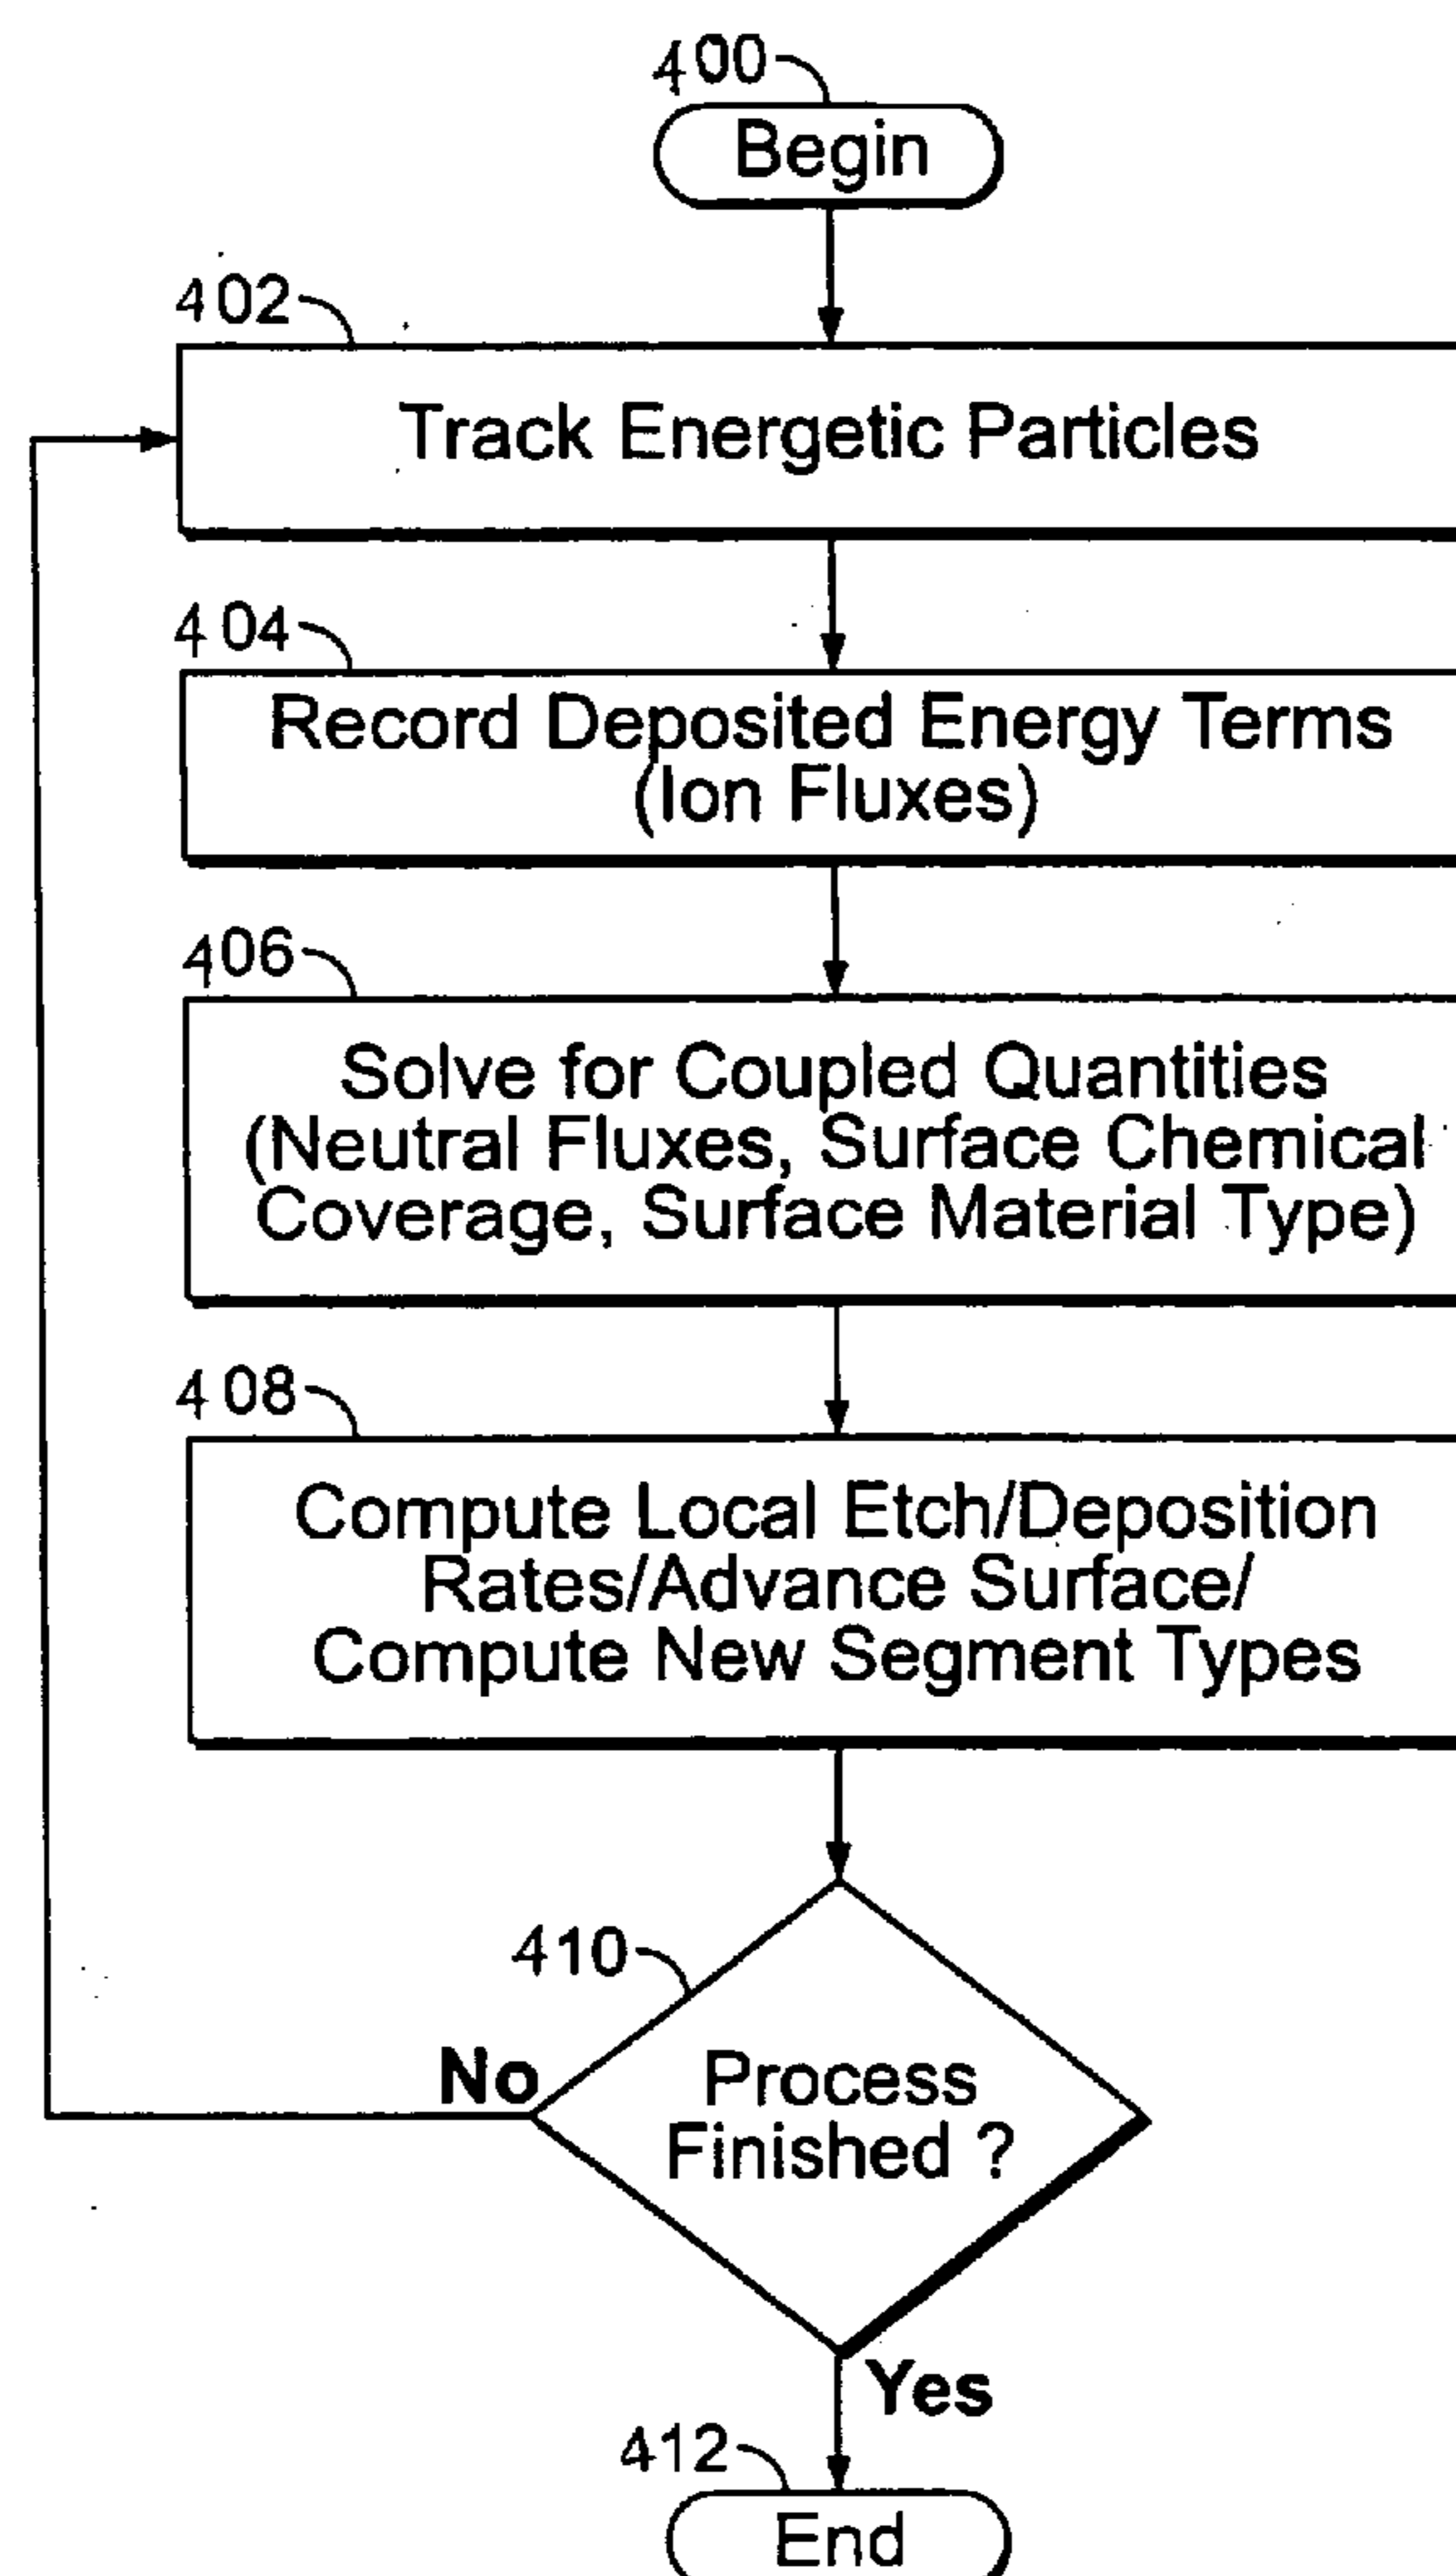 400
Begin
402
Track Energetic Particles
404
Record Deposited Energy Terms
(Ion Fluxes)
406
Solve for Coupled Quantities
(Neutral Fluxes, Surface Chemical
Coverage, Surface Material Type)
408
Compute Local Etch/Deposition
Rates/Advance Surface/
Compute New Segment Types
410
No
Process
Finished ?
Yes
412
End